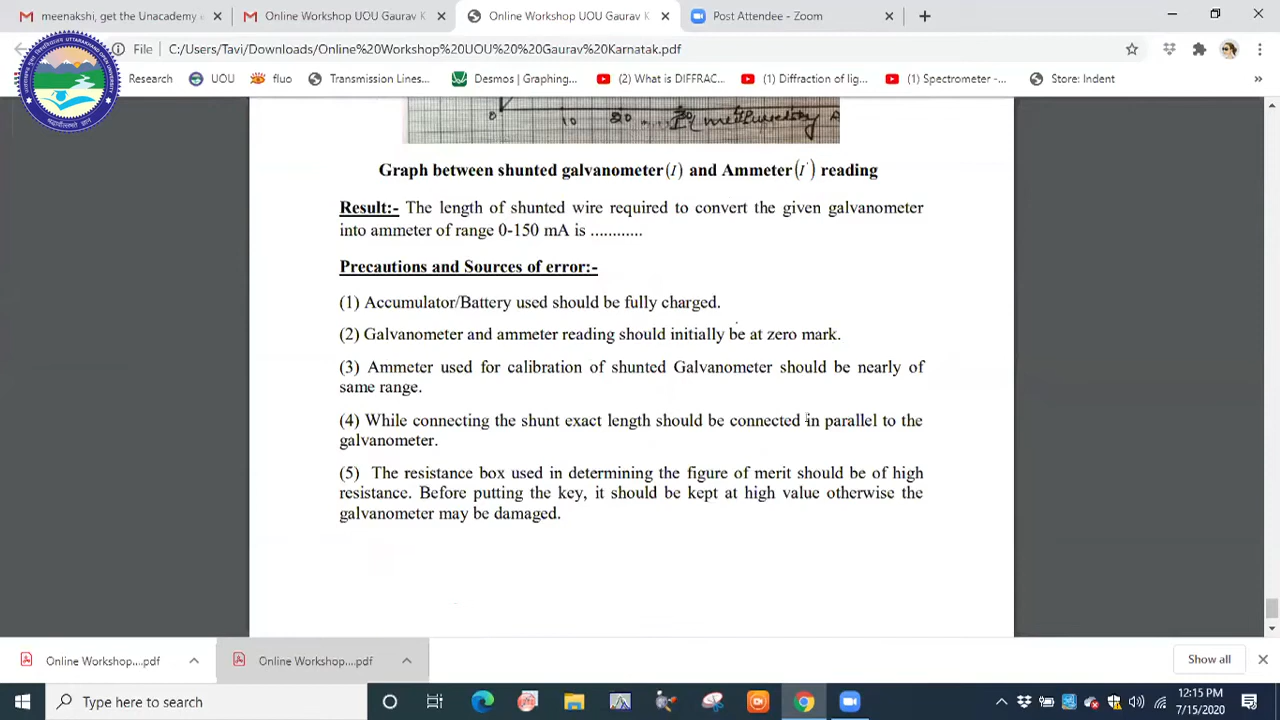 meenakshi, get the Unacademy
Online Workshop UOU Gaurav K
Online Workshop UOU Gaurav K
Post Attendee - Zoom
File
C:/Users/Tavi/Downloads/Online%20Workshop%20UOU%20%20Gaurav%20Karnatak.pdf
Research
UOU
fluo
Transmission Lines...
Desmos | Graphing...
(2) What is DIFFRAC...
(1) Diffraction of lig...
(1) Spectrometer -...
Store: Indent
»
0 10 20
Graph between shunted galvanometer (I) and Ammeter (I') reading
Result:- The length of shunted wire required to convert the given galvanometer
into ammeter of range 0-150 mA is ............
Precautions and Sources of error:-
(1) Accumulator/Battery used should be fully charged.
(2) Galvanometer and ammeter reading should initially be at zero mark.
(3) Ammeter used for calibration of shunted Galvanometer should be nearly of
same range.
(4) While connecting the shunt exact length should be connected in parallel to the
galvanometer.
(5) The resistance box used in determining the figure of merit should be of high
resistance. Before putting the key, it should be kept at high value otherwise the
galvanometer may be damaged.
Online Workshop....pdf
Online Workshop....pdf
Show all
Type here to search
12:15 PM
7/15/2020